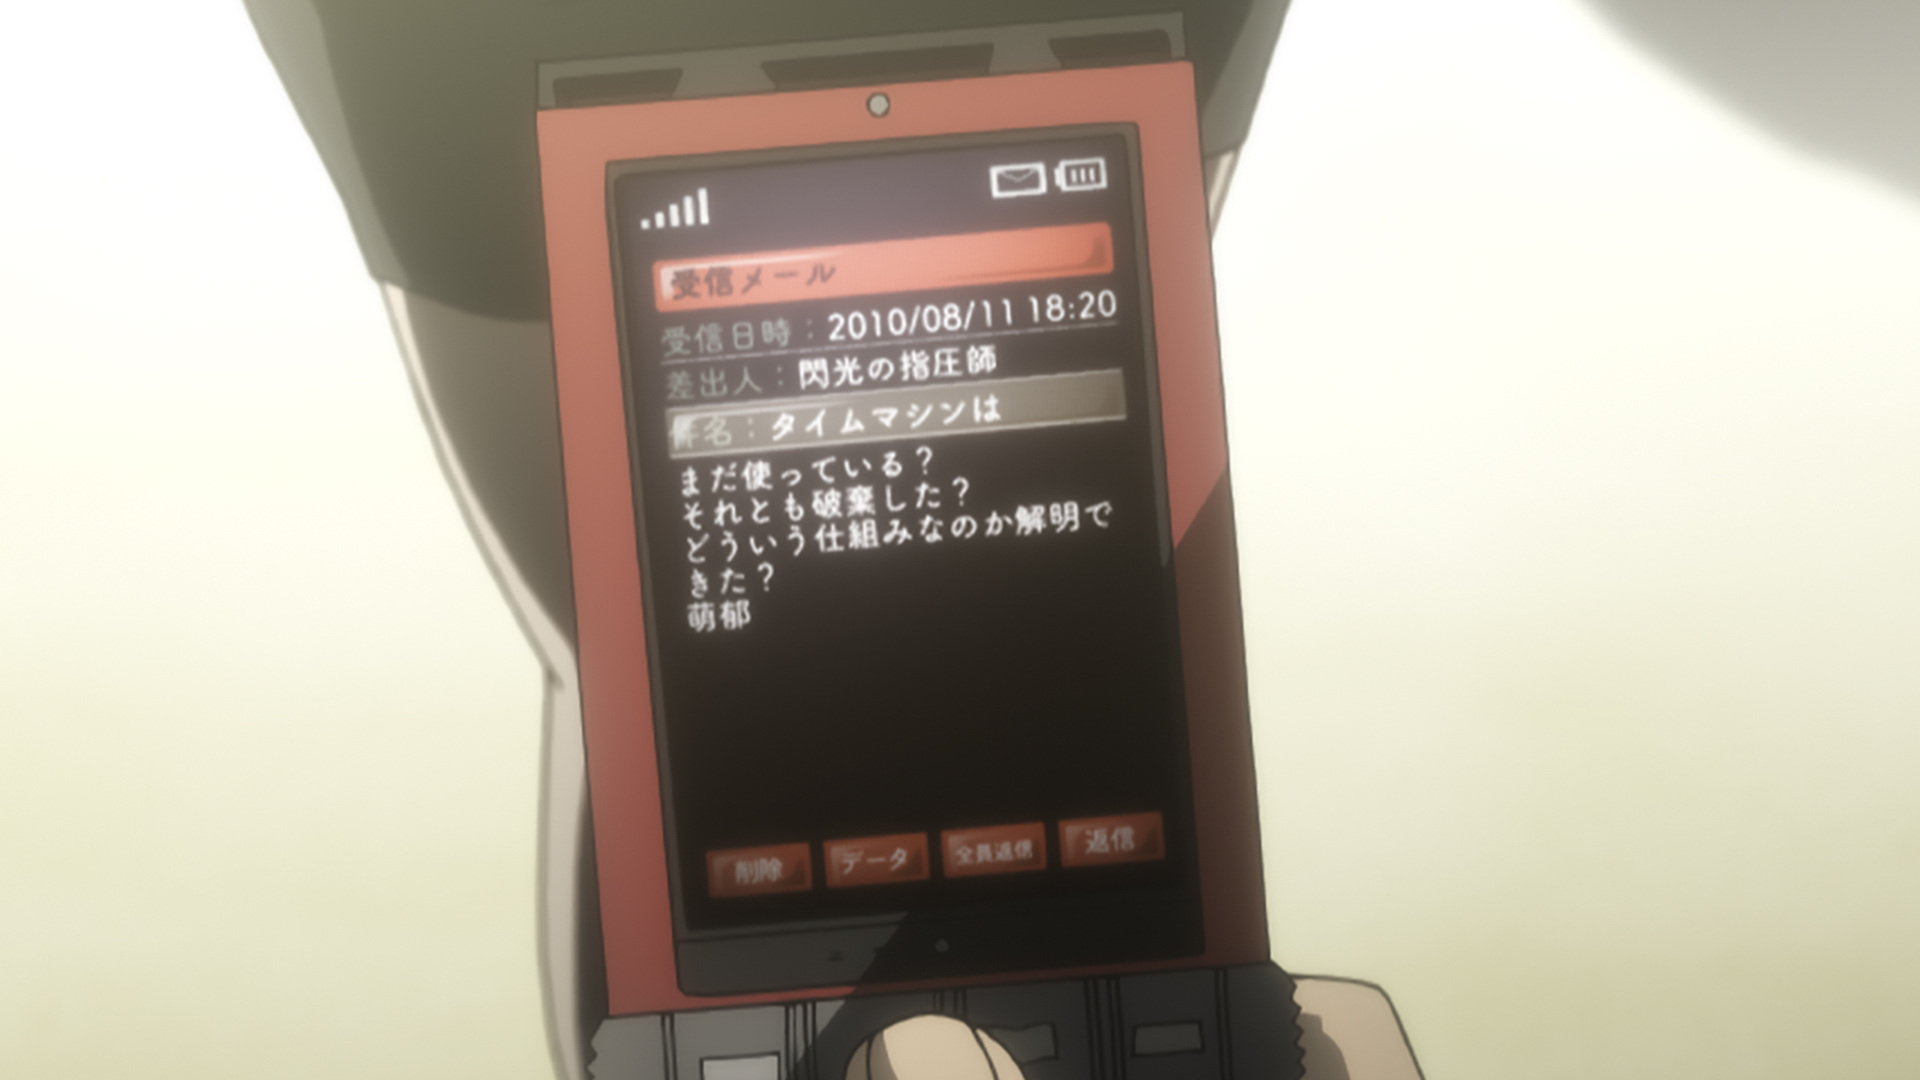 受信メール
受信日時：2010/08/11 18:20
差出人：閃光の指圧師
件名：タイムマシンは
まだ使っている？
それとも破棄した？
どういう仕組みなのか解明で
きた？
萌郁
削除 データ 全員返信 返信